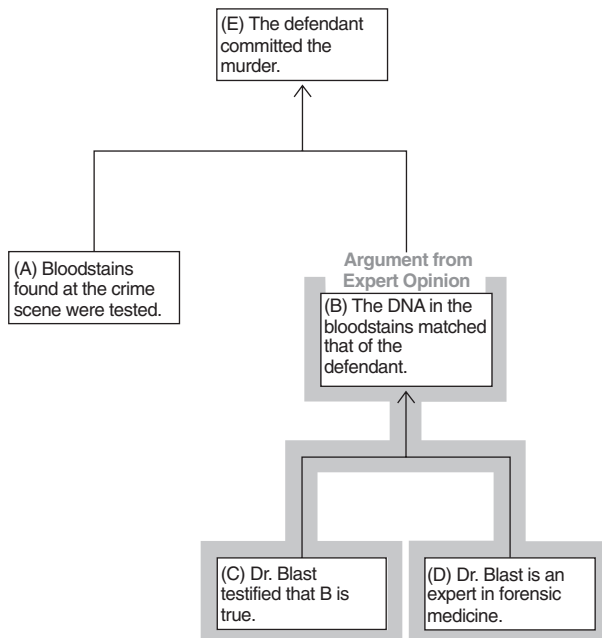 (E) The defendant
committed the
murder.
(A) Bloodstains
found at the crime
scene were tested.
Argument from
Expert Opinion
(B) The DNA in the
bloodstains matched
that of the
defendant.
(C) Dr. Blast
testified that B is
true.
(D) Dr. Blast is an
expert in forensic
medicine.